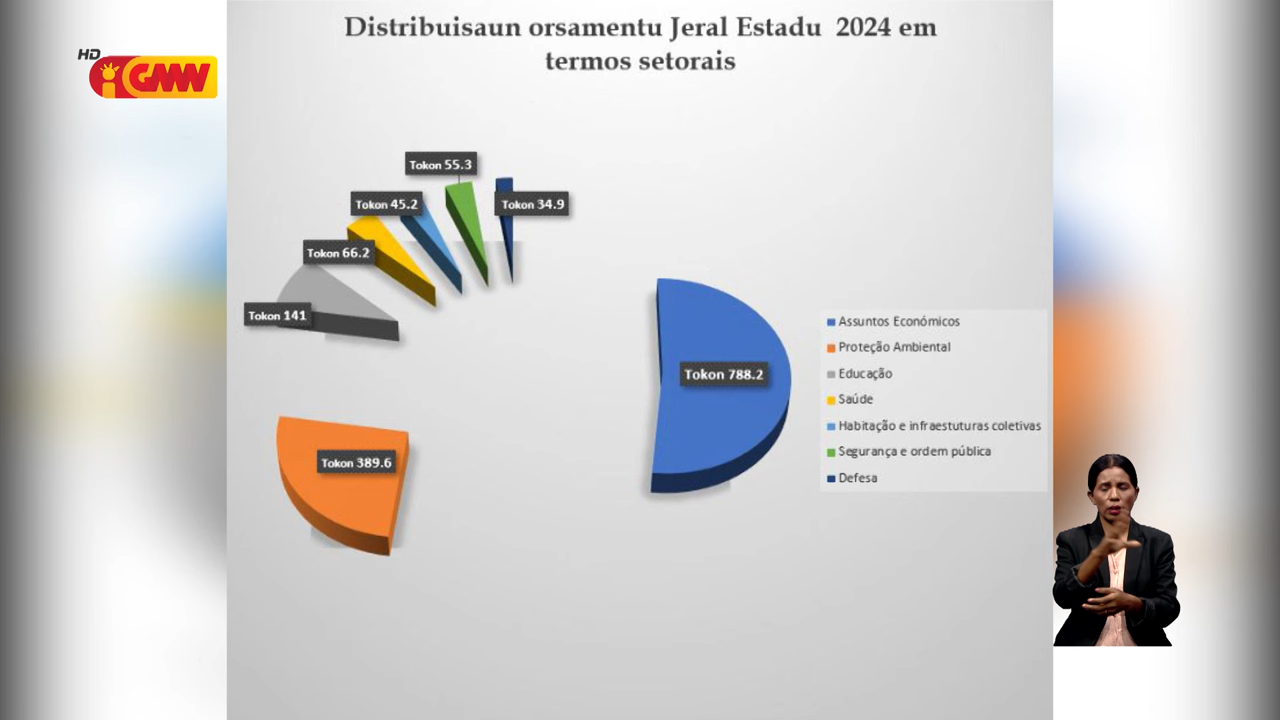 Distribuisaun orsamentu Jeral Estadu 2024 em
termos setorais
HD
GMN
Tokon 55.3
Tokon 45.2
Tokon 34.9
Tokon 66.2
Tokon 141
Tokon 788.2
Tokon 389.6
Assuntos Económicos
Proteção Ambiental
Educação
Saúde
Habitação e infraestuturas coletivas
Segurança e ordem pública
Defesa